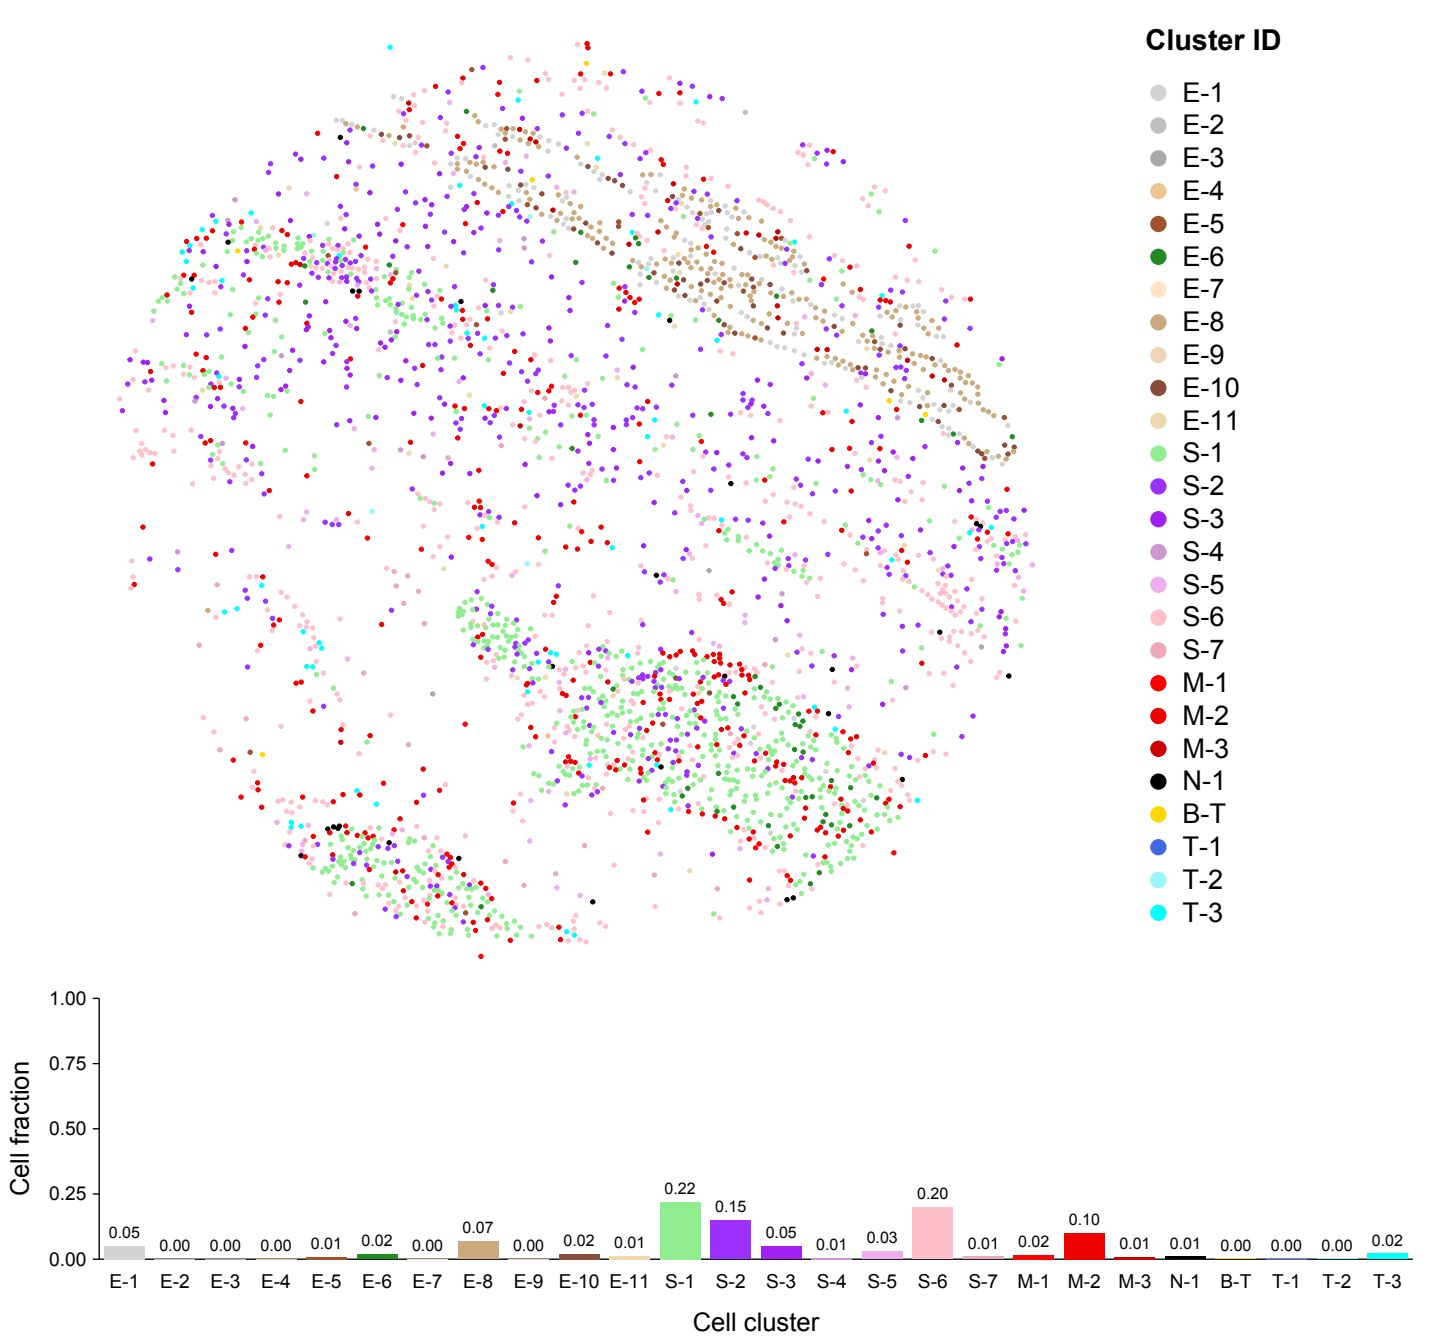 Cluster ID
E-1
E-2
E-3
E-4
E-5
E-6
E-7
E-8
E-9
E-10
E-11
S-1
S-2
S-3
S-4
S-5
S-6
S-7
M-1
M-2
M-3
N-1
B-T
T-1
T-2
T-3
1.00
0.75
0.50
0.25
0.00
Cell fraction
0.05 0.00 0.00 0.00 0.01 0.02 0.00 0.07 0.00 0.02 0.01 0.22 0.15 0.05 0.01 0.03 0.20 0.01 0.02 0.10 0.01 0.01 0.00 0.00 0.00 0.02
E-1 E-2 E-3 E-4 E-5 E-6 E-7 E-8 E-9 E-10 E-11 S-1 S-2 S-3 S-4 S-5 S-6 S-7 M-1 M-2 M-3 N-1 B-T T-1 T-2 T-3
Cell cluster